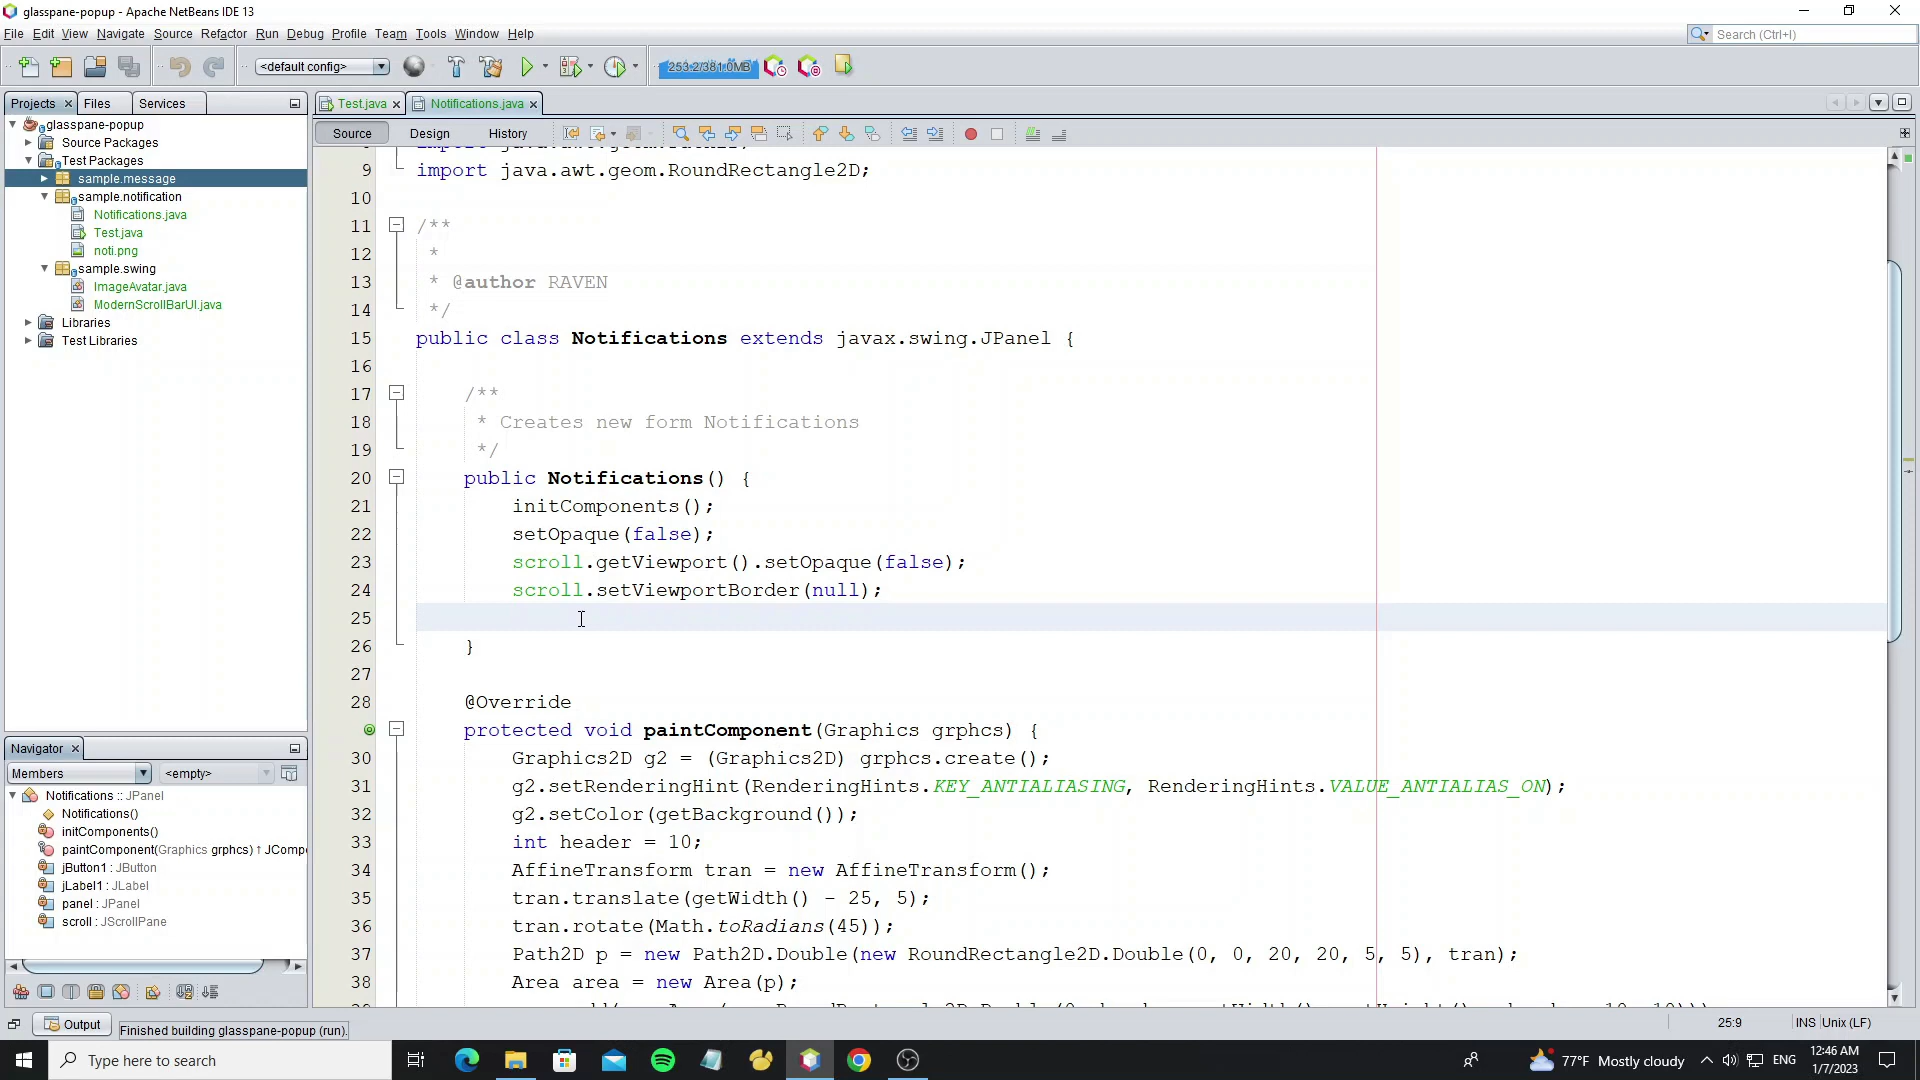 glasspane-popup - Apache NetBeans IDE 13
File Edit View Navigate Source Refactor Run Debug Profile Team Tools Window Help
Search (Ctrl+I)
<default config>
253.2/381.0MB
Projects Files Services
Test.java Notifications.java
glasspane-popup
Source Packages
Test Packages
sample.message
sample.notification
Notifications.java
Test.java
noti.png
sample.swing
ImageAvatar.java
ModernScrollBarUI.java
Libraries
Test Libraries
Source Design History
9 import java.awt.geom.RoundRectangle2D;
10
11 /**
12 *
13 * @author RAVEN
14 */
15 public class Notifications extends javax.swing.JPanel {
16
17 /**
18 * Creates new form Notifications
19 */
20 public Notifications() {
21 initComponents();
22 setOpaque(false);
23 scroll.getViewport().setOpaque(false);
24 scroll.setViewportBorder(null);
25
26 }
27
28 @Override
protected void paintComponent(Graphics grphcs) {
30 Graphics2D g2 = (Graphics2D) grphcs.create();
31 g2.setRenderingHint(RenderingHints.KEY_ANTIALIASING, RenderingHints.VALUE_ANTIALIAS_ON);
32 g2.setColor(getBackground());
33 int header = 10;
34 AffineTransform tran = new AffineTransform();
35 tran.translate(getWidth() - 25, 5);
36 tran.rotate(Math.toRadians(45));
37 Path2D p = new Path2D.Double(new RoundRectangle2D.Double(0, 0, 20, 20, 5, 5), tran);
38 Area area = new Area(p);
Navigator
Members <empty>
Notifications :: JPanel
Notifications()
initComponents()
paintComponent(Graphics grphcs) ↑ JCompo
jButton1 : JButton
jLabel1 : JLabel
panel : JPanel
scroll : JScrollPane
Output
Finished building glasspane-popup (run).
25:9 INS Unix (LF)
Type here to search
77°F Mostly cloudy
ENG
12:46 AM
1/7/2023